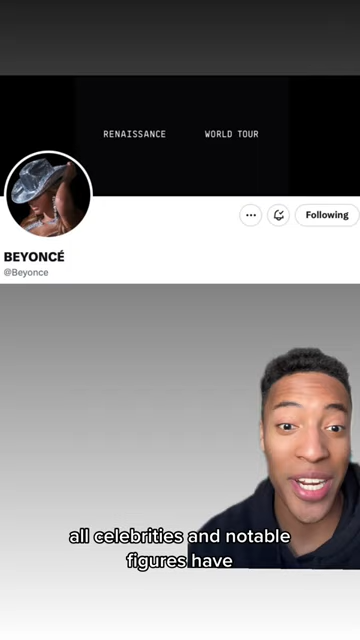 RENAISSANCE WORLD TOUR
Following
BEYONCÉ
@Beyonce
all celebrities and notable
figures have